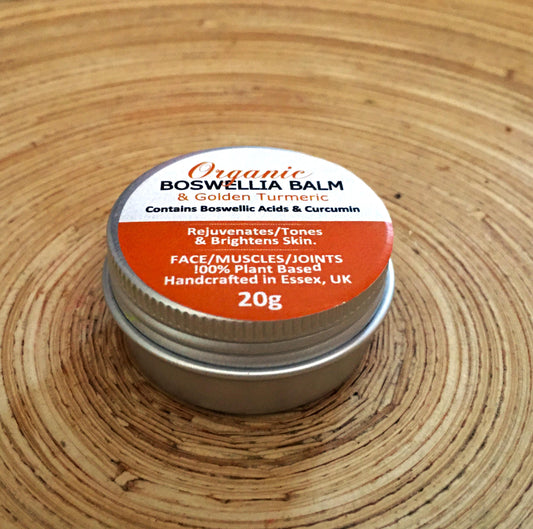 Organic
BOSWELLIA BALM
& Golden Turmeric
Contains Boswellic Acids & Curcumin
Rejuvenates/Tones
& Brightens Skin.
FACE/MUSCLES/JOINTS
100% Plant Based
Handcrafted in Essex, UK
20g